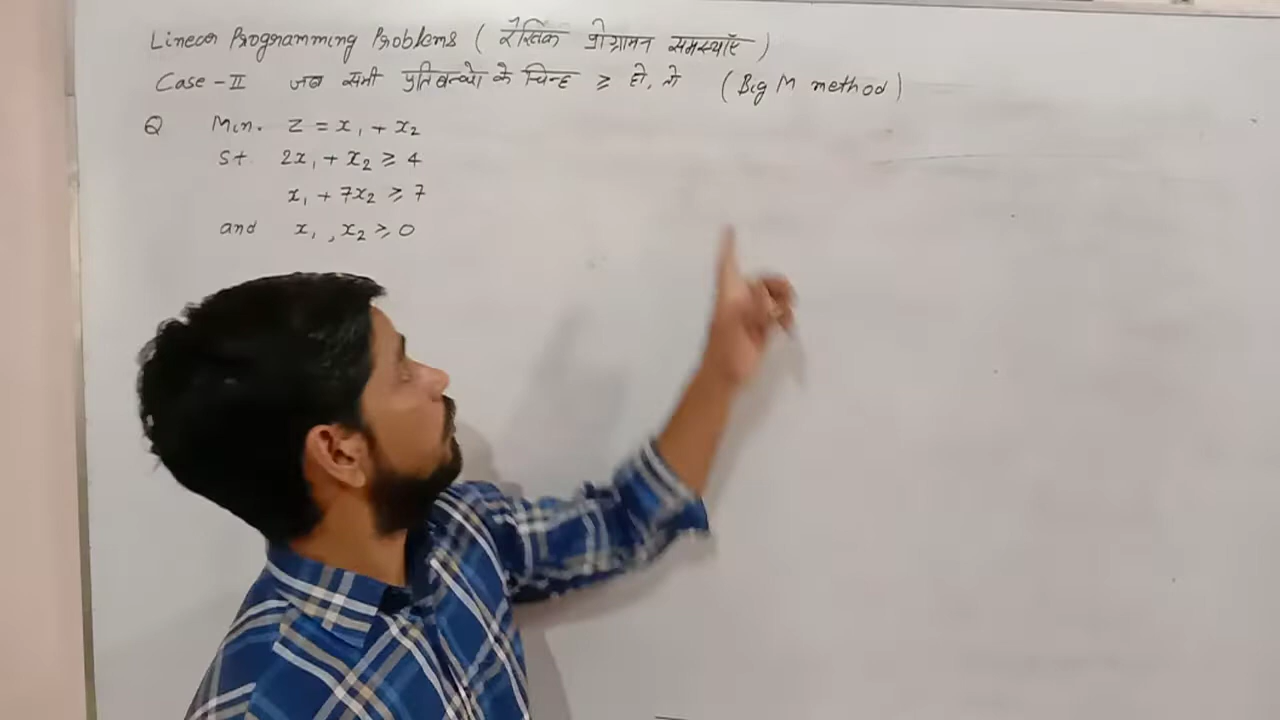 Linear Programming Problems ( रैखिक प्रोग्रामन समस्याएँ )
Case - II जब सभी प्रतिबन्धो के चिन्ह ≥ हो, तो (Big M method)
Q Min. Z = x₁ + x₂
St. 2x₁ + x₂ ≥ 4
x₁ + 7x₂ ≥ 7
and x₁, x₂ ≥ 0